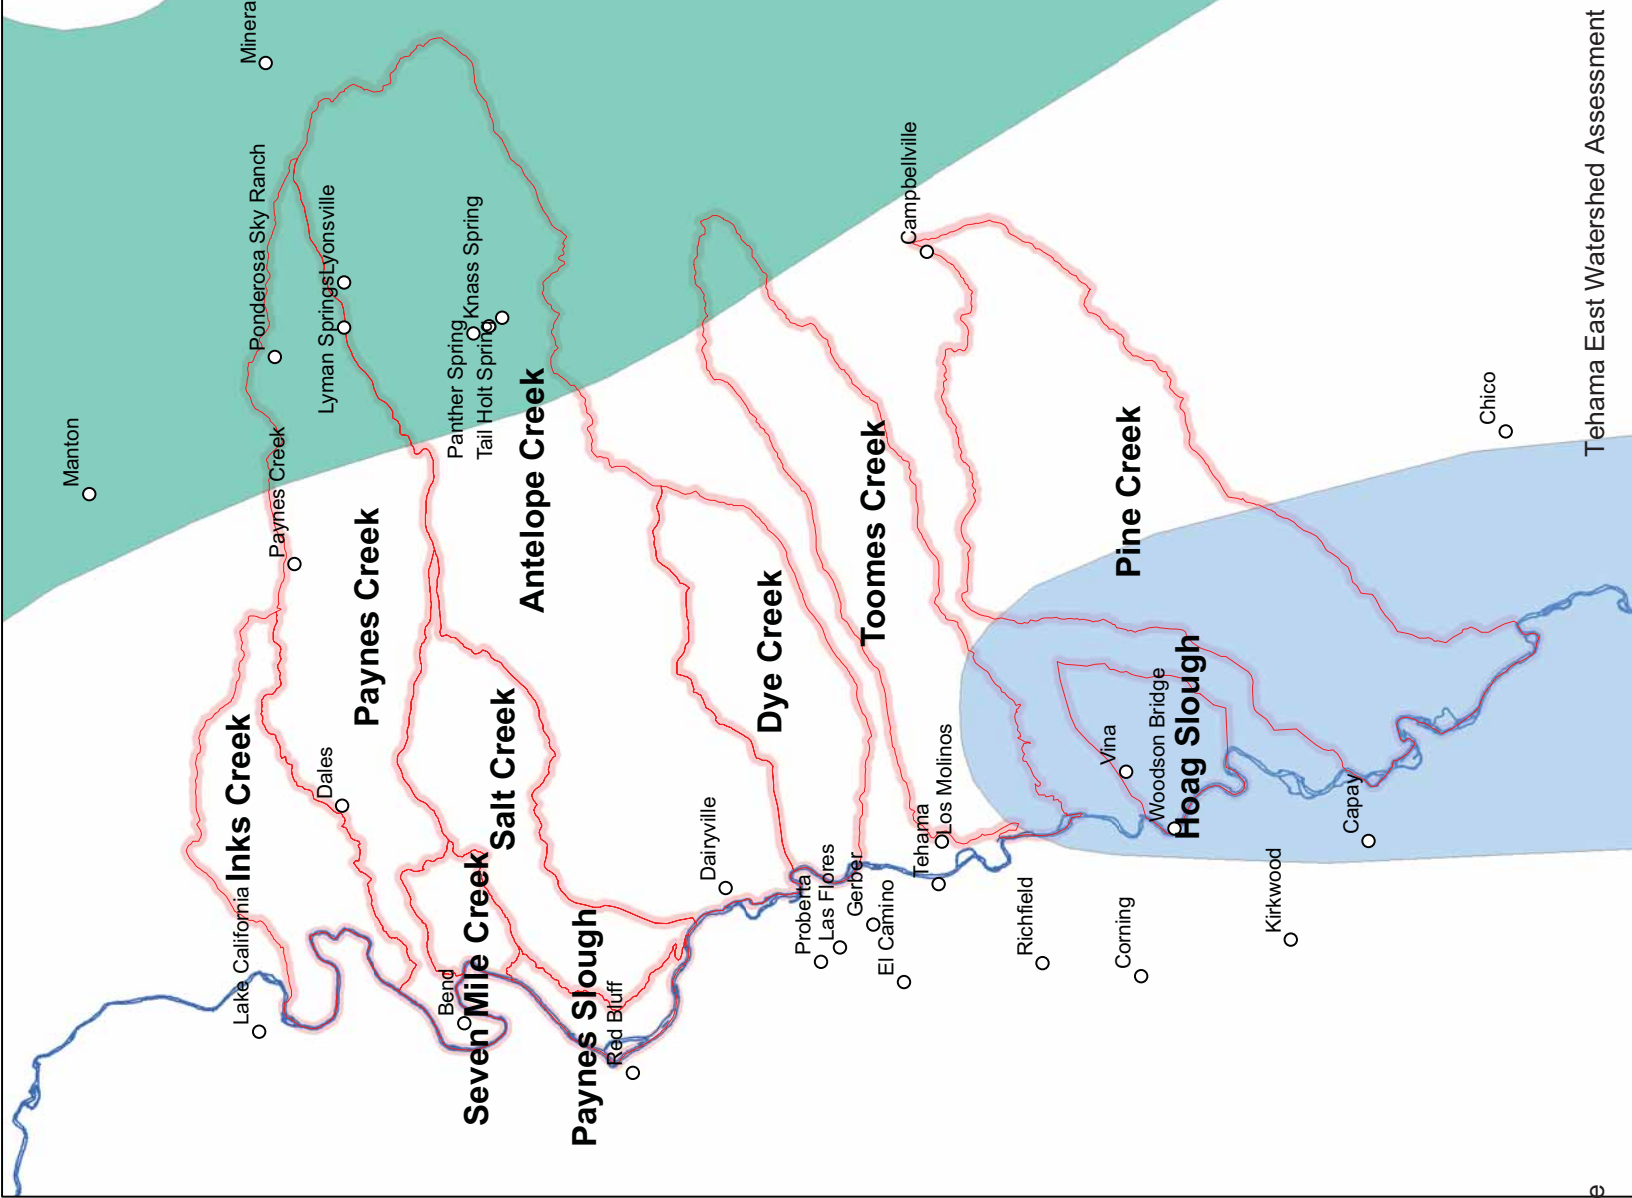 Minera
Manton
Ponderosa Sky Ranch
Lyonsville
Lyman Springs
Knass Spring
Panther Spring
Tail Holt Spring
Campbellville
Paynes Creek
Paynes Creek
Antelope Creek
Toomes Creek
Pine Creek
Chico
Inks Creek
Dales
Salt Creek
Dye Creek
Hoag Slough
Vina
Woodson Bridge
Los Molinos
Tehama
Dairyville
Capay
Lake California
Bend
Seven Mile Creek
Paynes Slough
Red Bluff
Proberta
Las Flores
Gerber
El Camino
Richfield
Corning
Kirkwood
Tehama East Watershed Assessment
e